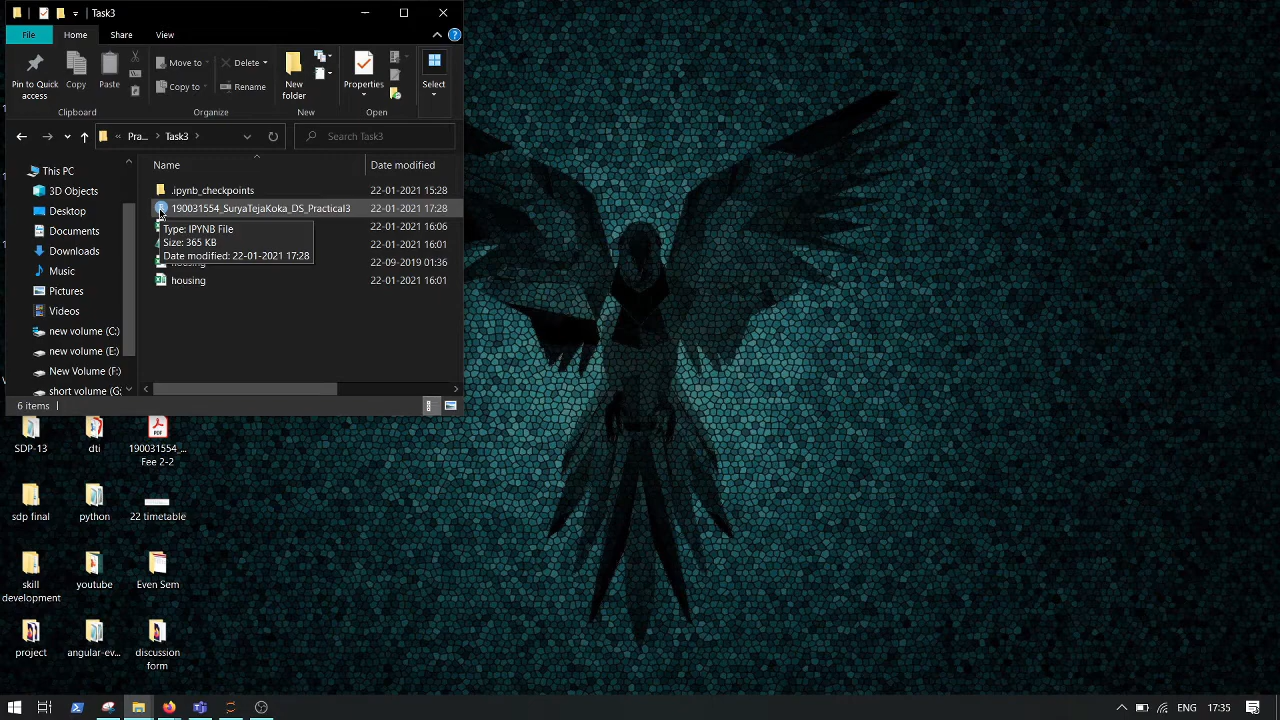 Task3
File
Home
Share
View
Pin to Quick access
Copy
Paste
Move to
Copy to
Delete
Rename
New folder
Properties
Select
Clipboard
Organize
New
Open
« Pra... > Task3 >
Search Task3
Name
Date modified
This PC
3D Objects
Desktop
Documents
Downloads
Music
Pictures
Videos
new volume (C:)
new volume (E:)
New Volume (F:)
short volume (G:
.ipynb_checkpoints 22-01-2021 15:28
190031554_SuryaTejaKoka_DS_Practical3 22-01-2021 17:28
22-01-2021 16:06
22-01-2021 16:01
housing 22-09-2019 01:36
housing 22-01-2021 16:01
Type: IPYNB File
Size: 365 KB
Date modified: 22-01-2021 17:28
6 items
SDP-13
dti
190031554_... Fee 2-2
sdp final
python
22 timetable
skill development
youtube
Even Sem
project
angular-ev...
discussion form
ENG
17:35